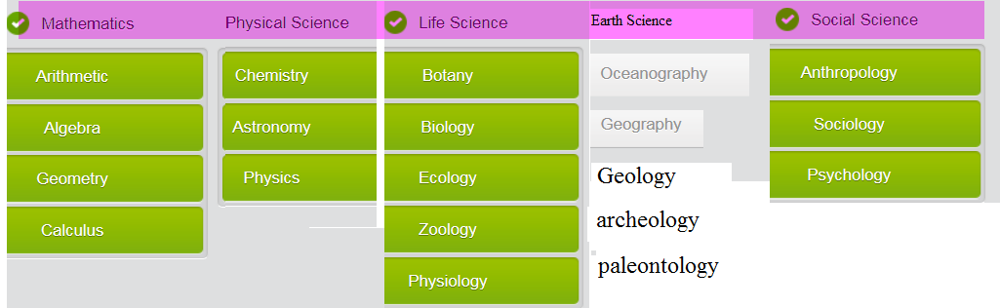 Mathematics
Arithmetic
Algebra
Geometry
Calculus
Physical Science
Chemistry
Astronomy
Physics
Life Science
Botany
Biology
Ecology
Zoology
Physiology
Earth Science
Oceanography
Geography
Geology
archeology
paleontology
Social Science
Anthropology
Sociology
Psychology